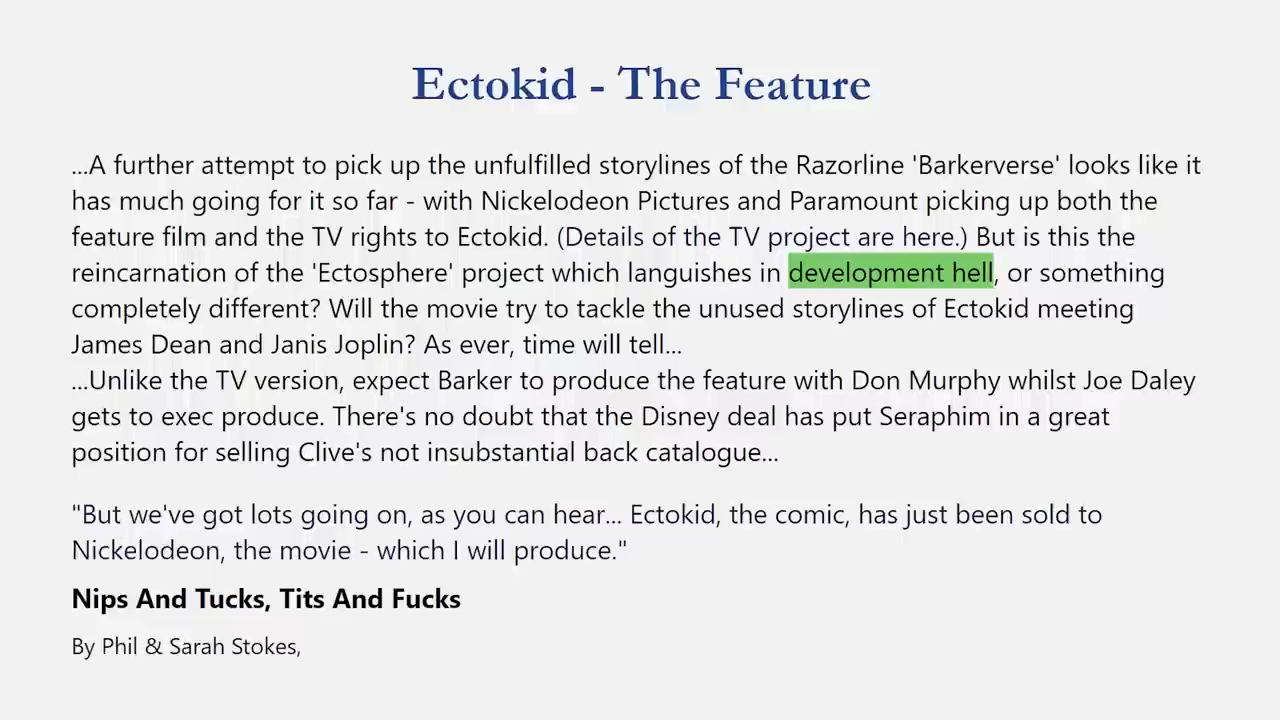 Ectokid - The Feature
...A further attempt to pick up the unfulfilled storylines of the Razorline 'Barkerverse' looks like it
has much going for it so far - with Nickelodeon Pictures and Paramount picking up both the
feature film and the TV rights to Ectokid. (Details of the TV project are here.) But is this the
reincarnation of the 'Ectosphere' project which languishes in development hell, or something
completely different? Will the movie try to tackle the unused storylines of Ectokid meeting
James Dean and Janis Joplin? As ever, time will tell...
...Unlike the TV version, expect Barker to produce the feature with Don Murphy whilst Joe Daley
gets to exec produce. There's no doubt that the Disney deal has put Seraphim in a great
position for selling Clive's not insubstantial back catalogue...
"But we've got lots going on, as you can hear... Ectokid, the comic, has just been sold to
Nickelodeon, the movie - which I will produce."
Nips And Tucks, Tits And Fucks
By Phil & Sarah Stokes,